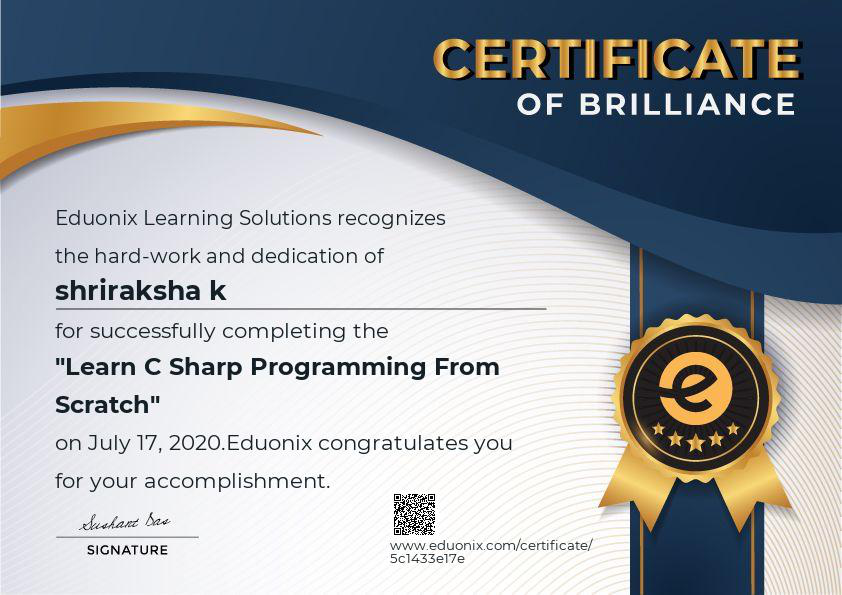 CERTIFICATE
OF BRILLIANCE
Eduonix Learning Solutions recognizes
the hard-work and dedication of
shriraksha k
for successfully completing the
"Learn C Sharp Programming From
Scratch"
on July 17, 2020.Eduonix congratulates you
for your accomplishment.
Sushant Das
SIGNATURE
www.eduonix.com/certificate/
5c1433e17e
e